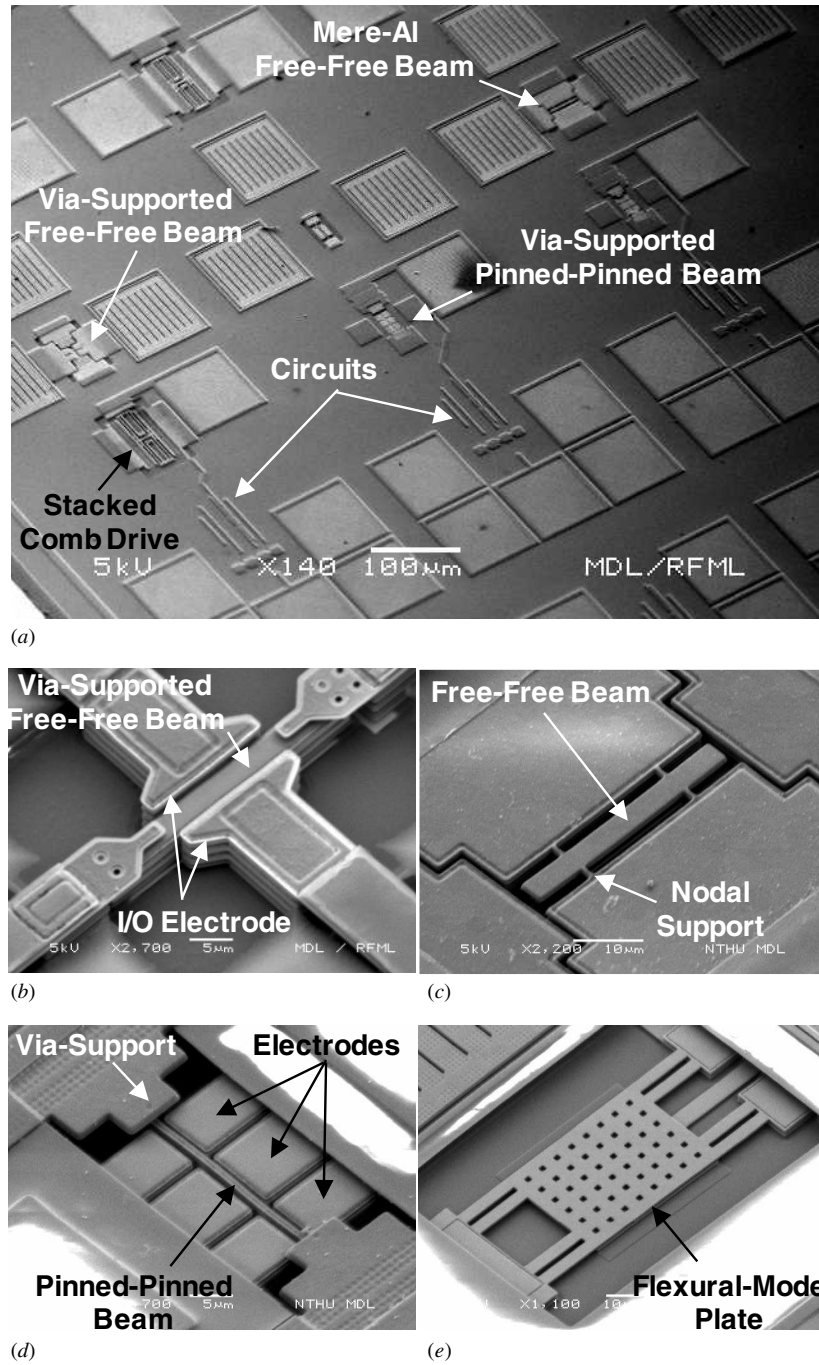 Mere-Al
Free-Free Beam
Via-Supported
Free-Free Beam
Via-Supported
Pinned-Pinned Beam
Circuits
Stacked
Comb Drive
5kV X140 100µm MDL/RFML
(a)
Via-Supported
Free-Free Beam
I/O Electrode
5kV X2,700 5µm MDL / RFML
(b)
Free-Free Beam
Nodal
Support
5kV X2,200 10µm NTHU MDL
(c)
Via-Support
Electrodes
Pinned-Pinned
Beam
700 5µm NTHU MDL
(d)
Flexural-Mode
Plate
X1,100
(e)